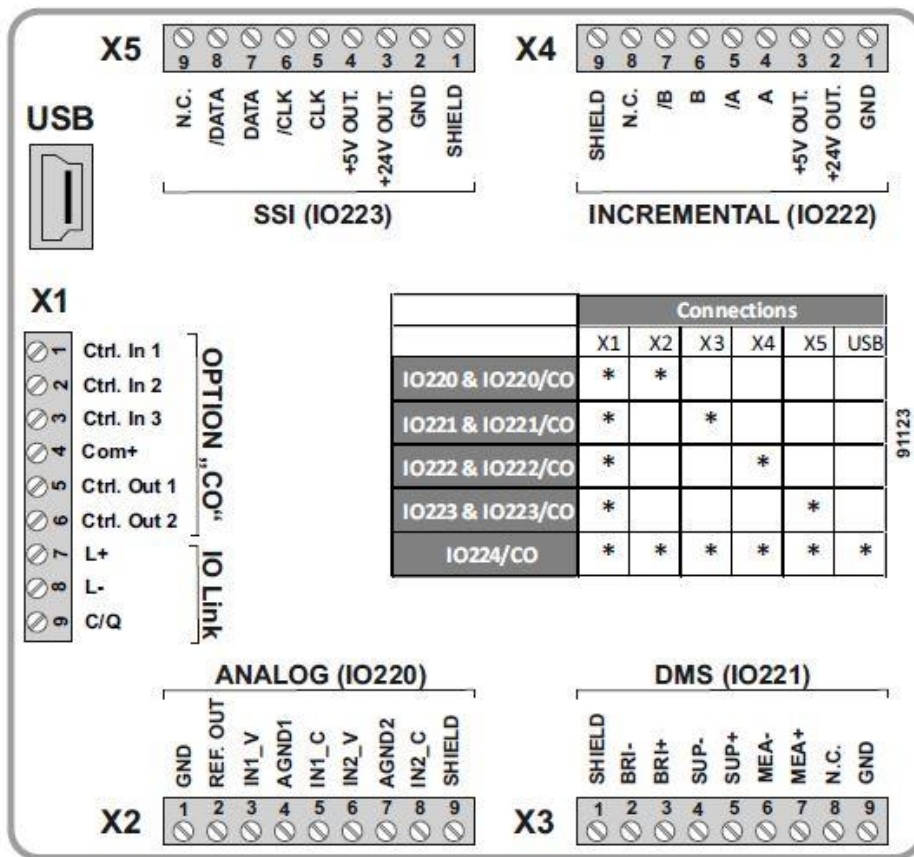 X5
9 8 7 6 5 4 3 2 1
N.C. /DATA DATA /CLK CLK +5V OUT. +24V OUT. GND SHIELD
SSI (IO223)
X4
9 8 7 6 5 4 3 2 1
SHIELD N.C. /B B /A A +5V OUT. +24V OUT. GND
INCREMENTAL (IO222)
USB
X1
1 Ctrl. In 1
2 Ctrl. In 2
3 Ctrl. In 3
4 Com+
5 Ctrl. Out 1
6 Ctrl. Out 2
7 L+
8 L-
9 C/Q
OPTION „CO“
IO Link
Connections
X1 X2 X3 X4 X5 USB
IO220 & IO220/CO * *
IO221 & IO221/CO * *
IO222 & IO222/CO * *
IO223 & IO223/CO * *
IO224/CO * * * * * *
91123
ANALOG (IO220)
GND REF. OUT IN1_V AGND1 IN1_C IN2_V AGND2 IN2_C SHIELD
1 2 3 4 5 6 7 8 9
X2
DMS (IO221)
SHIELD BRI- BRI+ SUP- SUP+ MEA- MEA+ N.C. GND
1 2 3 4 5 6 7 8 9
X3